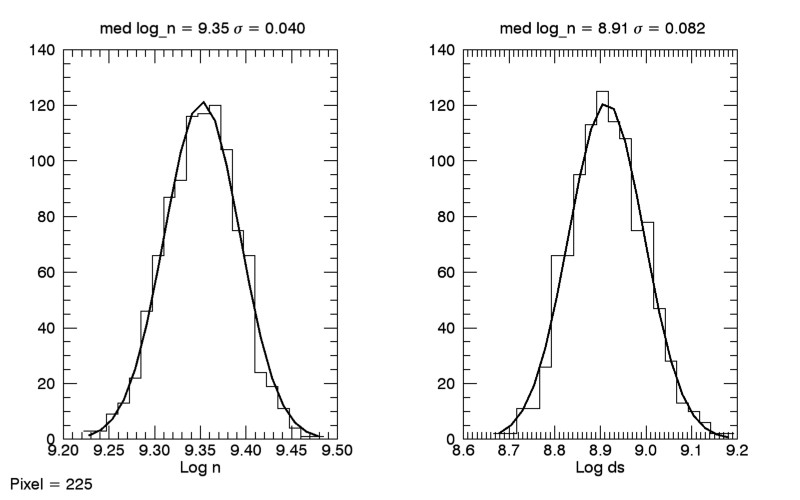 med log_n = 9.35 σ = 0.040
140
120
100
80
60
40
20
0
9.20 9.25 9.30 9.35 9.40 9.45 9.50
Log n
med log_n = 8.91 σ = 0.082
140
120
100
80
60
40
20
0
8.6 8.7 8.8 8.9 9.0 9.1 9.2
Log ds
Pixel = 225